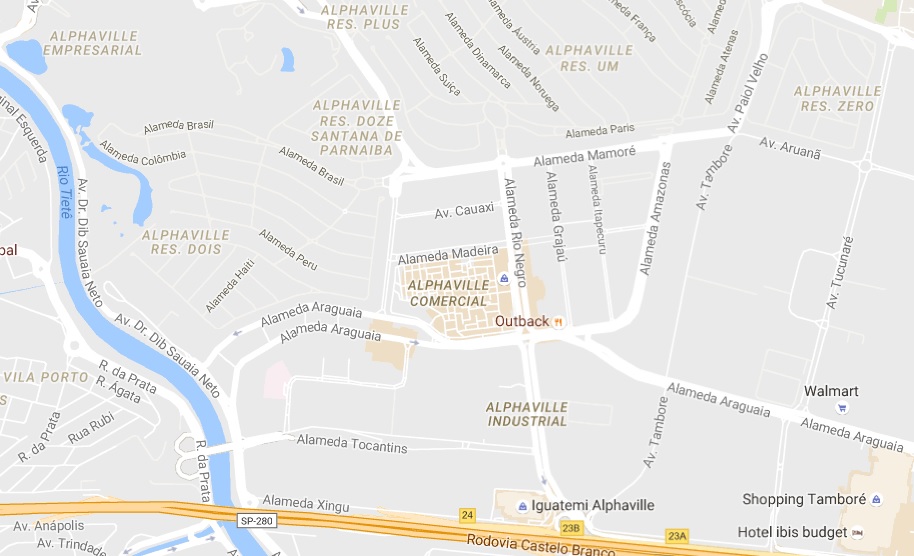 ALPHAVILLE
RES. PLUS
Alameda Áustria
Alameda Dinamarca
Alameda Noruega
Alameda Suíça
França
Escócia
Alameda Atenas
Av. Paiol Velho
ALPHAVILLE
EMPRESARIAL
ALPHAVILLE
RES. UM
ALPHAVILLE
RES. ZERO
ALPHAVILLE
RES. DOZE
SANTANA DE
PARNAIBA
Alameda Brasil
Alameda Colômbia
Alameda Brasil
Alameda Paris
Alameda Mamoré
Av. Aruanã
Esquerda
Rio Tietê
Av. Dr. Dib Sauaia Neto
Av. Cauaxi
Alameda Rio Negro
Alameda Grajaú
Alameda Itapecuru
Alameda Amazonas
Av. Tambore
Av. Tucunaré
ALPHAVILLE
RES. DOIS
Alameda Peru
Alameda Haiti
Alameda Madeira
ALPHAVILLE
COMERCIAL
pal
Outback
Alameda Araguaia
Alameda Araguaia
Av. Dr. Dib Sauaia Neto
VILA PORTO
S
R. da Prata
R. Ágata
Rua Rubi
R. da Prata
R. da Prata
Alameda Araguaia
Walmart
Alameda Araguaia
ALPHAVILLE
INDUSTRIAL
Av. Tambore
Alameda Tocantins
Alameda Xingu
SP-280
24
Iguatemi Alphaville
23B
23A
Shopping Tamboré
Hotel ibis budget
Rodovia Castelo Branco
Av. Anápolis
Av. Trindade